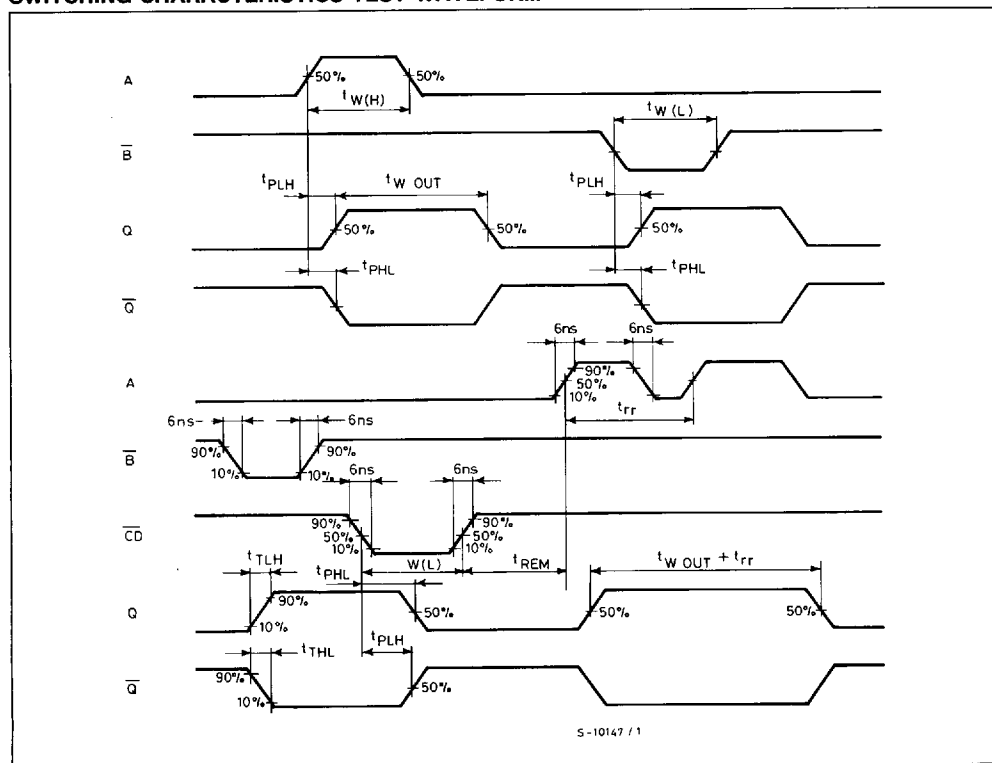 SWITCHING CHARACTERISTICS TEST WAVEFORM
A
50%
50%
tW(H)
tW(L)
B̅
tPLH
tW OUT
tPLH
Q
50%
50%
50%
tPHL
tPHL
Q̅
6ns
6ns
A
90%
50%
10%
trr
6ns
6ns
B̅
90%
90%
10%
10%
6ns
6ns
C̅D̅
90%
90%
50%
50%
10%
10%
tTLH
tPHL
W(L)
tREM
tW OUT + trr
Q
90%
50%
50%
50%
10%
tTHL
tPLH
Q̅
90%
50%
10%
S-10147/1